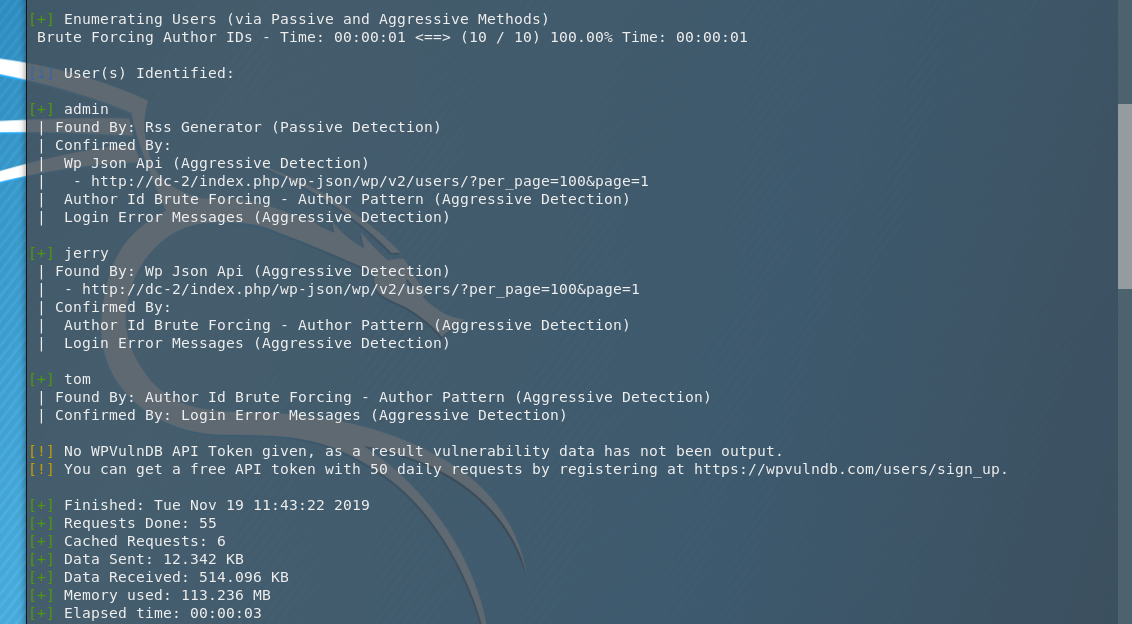 [+] Enumerating Users (via Passive and Aggressive Methods)
 Brute Forcing Author IDs - Time: 00:00:01 <==> (10 / 10) 100.00% Time: 00:00:01
[i] User(s) Identified:
[+] admin
 | Found By: Rss Generator (Passive Detection)
 | Confirmed By:
 |  Wp Json Api (Aggressive Detection)
 |   - http://dc-2/index.php/wp-json/wp/v2/users/?per_page=100&page=1
 |  Author Id Brute Forcing - Author Pattern (Aggressive Detection)
 |  Login Error Messages (Aggressive Detection)
[+] jerry
 | Found By: Wp Json Api (Aggressive Detection)
 |  - http://dc-2/index.php/wp-json/wp/v2/users/?per_page=100&page=1
 | Confirmed By:
 |  Author Id Brute Forcing - Author Pattern (Aggressive Detection)
 |  Login Error Messages (Aggressive Detection)
[+] tom
 | Found By: Author Id Brute Forcing - Author Pattern (Aggressive Detection)
 | Confirmed By: Login Error Messages (Aggressive Detection)
[!] No WPVulnDB API Token given, as a result vulnerability data has not been output.
[!] You can get a free API token with 50 daily requests by registering at https://wpvulndb.com/users/sign_up.
[+] Finished: Tue Nov 19 11:43:22 2019
[+] Requests Done: 55
[+] Cached Requests: 6
[+] Data Sent: 12.342 KB
[+] Data Received: 514.096 KB
[+] Memory used: 113.236 MB
[+] Elapsed time: 00:00:03